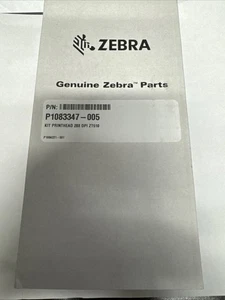 ZEBRA
Genuine Zebra™ Parts
P/N:
P1083347-005
KIT PRINTHEAD 300 DPI ZT510